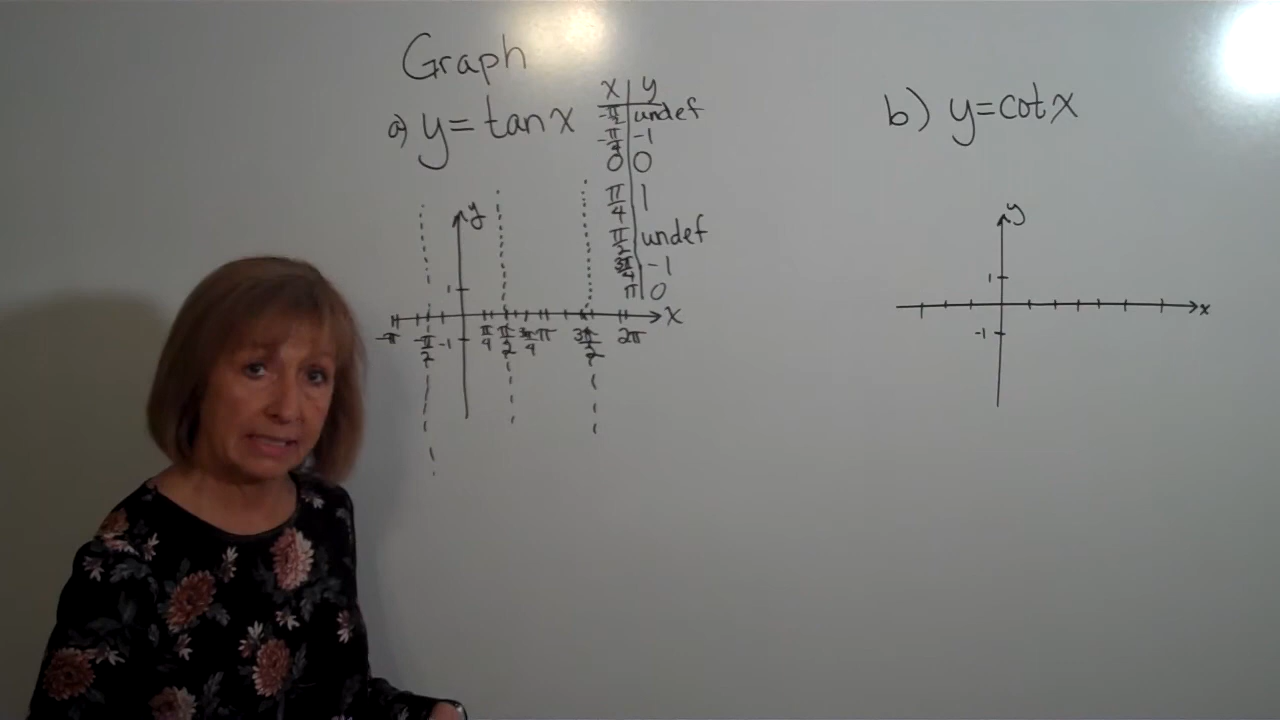 Graph
a) y = tan x
x | y
-π/2 | undef
-π/4 | -1
0 | 0
π/4 | 1
π/2 | undef
3π/4 | -1
π | 0
y
1
-π -π/2 -1 π/4 π/2 3π/4 π 3π/2 2π x
b) y=cotx
y
1
x
-1